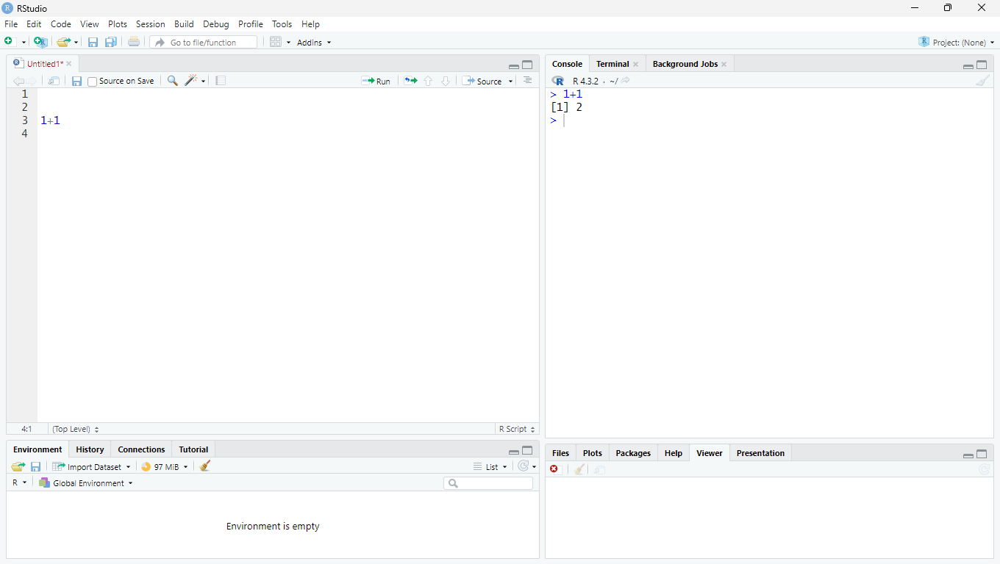 RStudio
File Edit Code View Plots Session Build Debug Profile Tools Help
Go to file/function Addins Project: (None)
Untitled1*
Source on Save Run Source
1
2
3 1+1
4
4:1 (Top Level) R Script
Console Terminal Background Jobs
R 4.3.2 · ~/
> 1+1
[1] 2
>
Environment History Connections Tutorial
Import Dataset 97 MiB List
R Global Environment
Environment is empty
Files Plots Packages Help Viewer Presentation